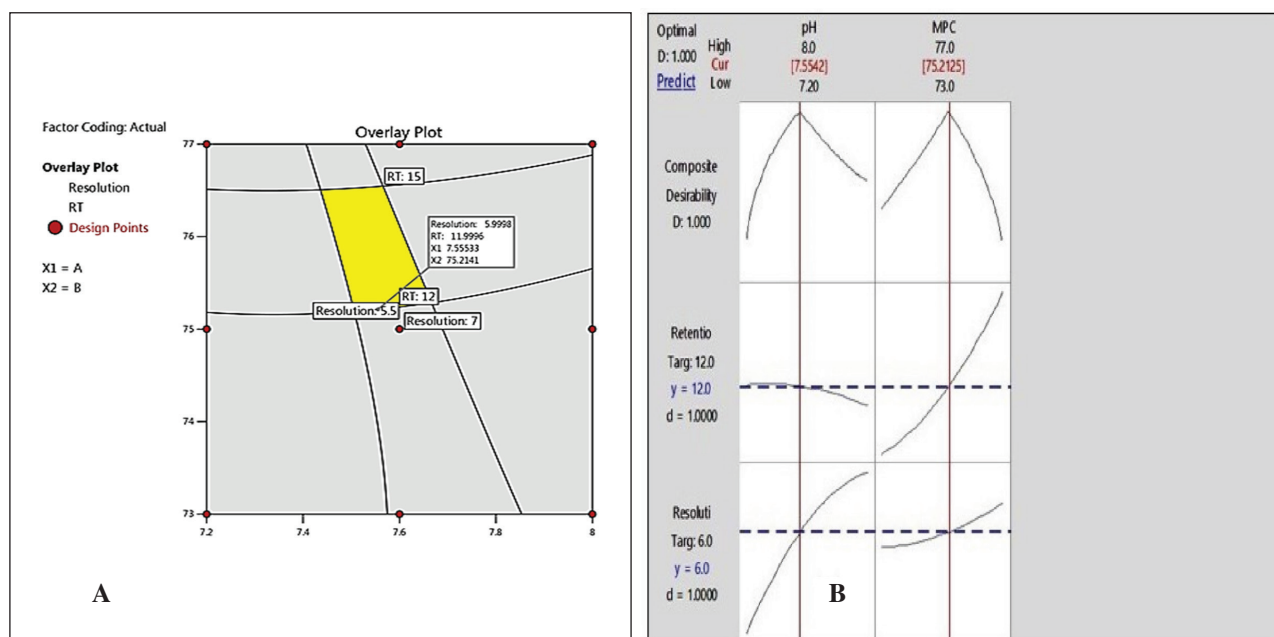 Factor Coding: Actual
Overlay Plot
Resolution
RT
Design Points
X1 = A
X2 = B
Overlay Plot
77
76
75
74
73
7.2
7.4
7.6
7.8
8
RT: 15
Resolution: 5.9998
RT: 11.9996
X1 7.55533
X2 75.2141
RT: 12
Resolution: 5.5
Resolution: 7
A
Optimal
D: 1.000
Predict
High
Cur
Low
pH
8.0
[7.5542]
7.20
MPC
77.0
[75.2125]
73.0
Composite
Desirability
D: 1.000
Retentio
Targ: 12.0
y = 12.0
d = 1.0000
Resoluti
Targ: 6.0
y = 6.0
d = 1.0000
B